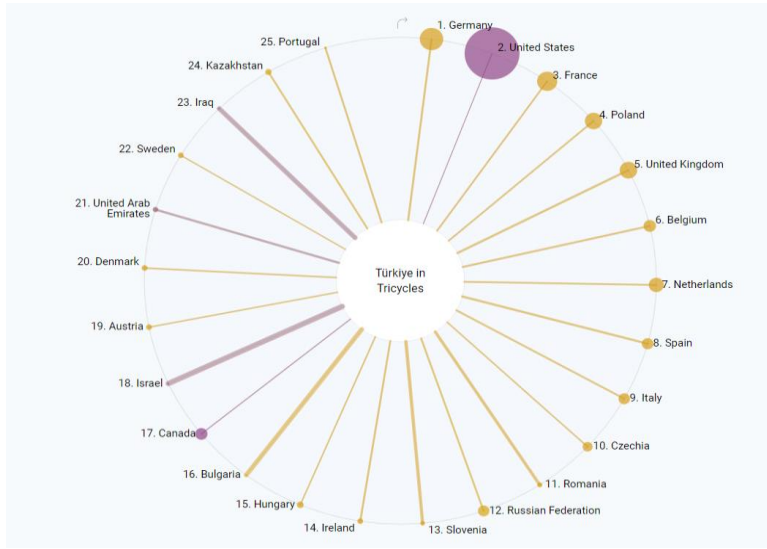 1. Germany
2. United States
3. France
4. Poland
5. United Kingdom
6. Belgium
7. Netherlands
8. Spain
9. Italy
10. Czechia
11. Romania
12. Russian Federation
13. Slovenia
14. Ireland
15. Hungary
16. Bulgaria
17. Canada
18. Israel
19. Austria
20. Denmark
21. United Arab
Emirates
22. Sweden
23. Iraq
24. Kazakhstan
25. Portugal
Türkiye in
Tricycles